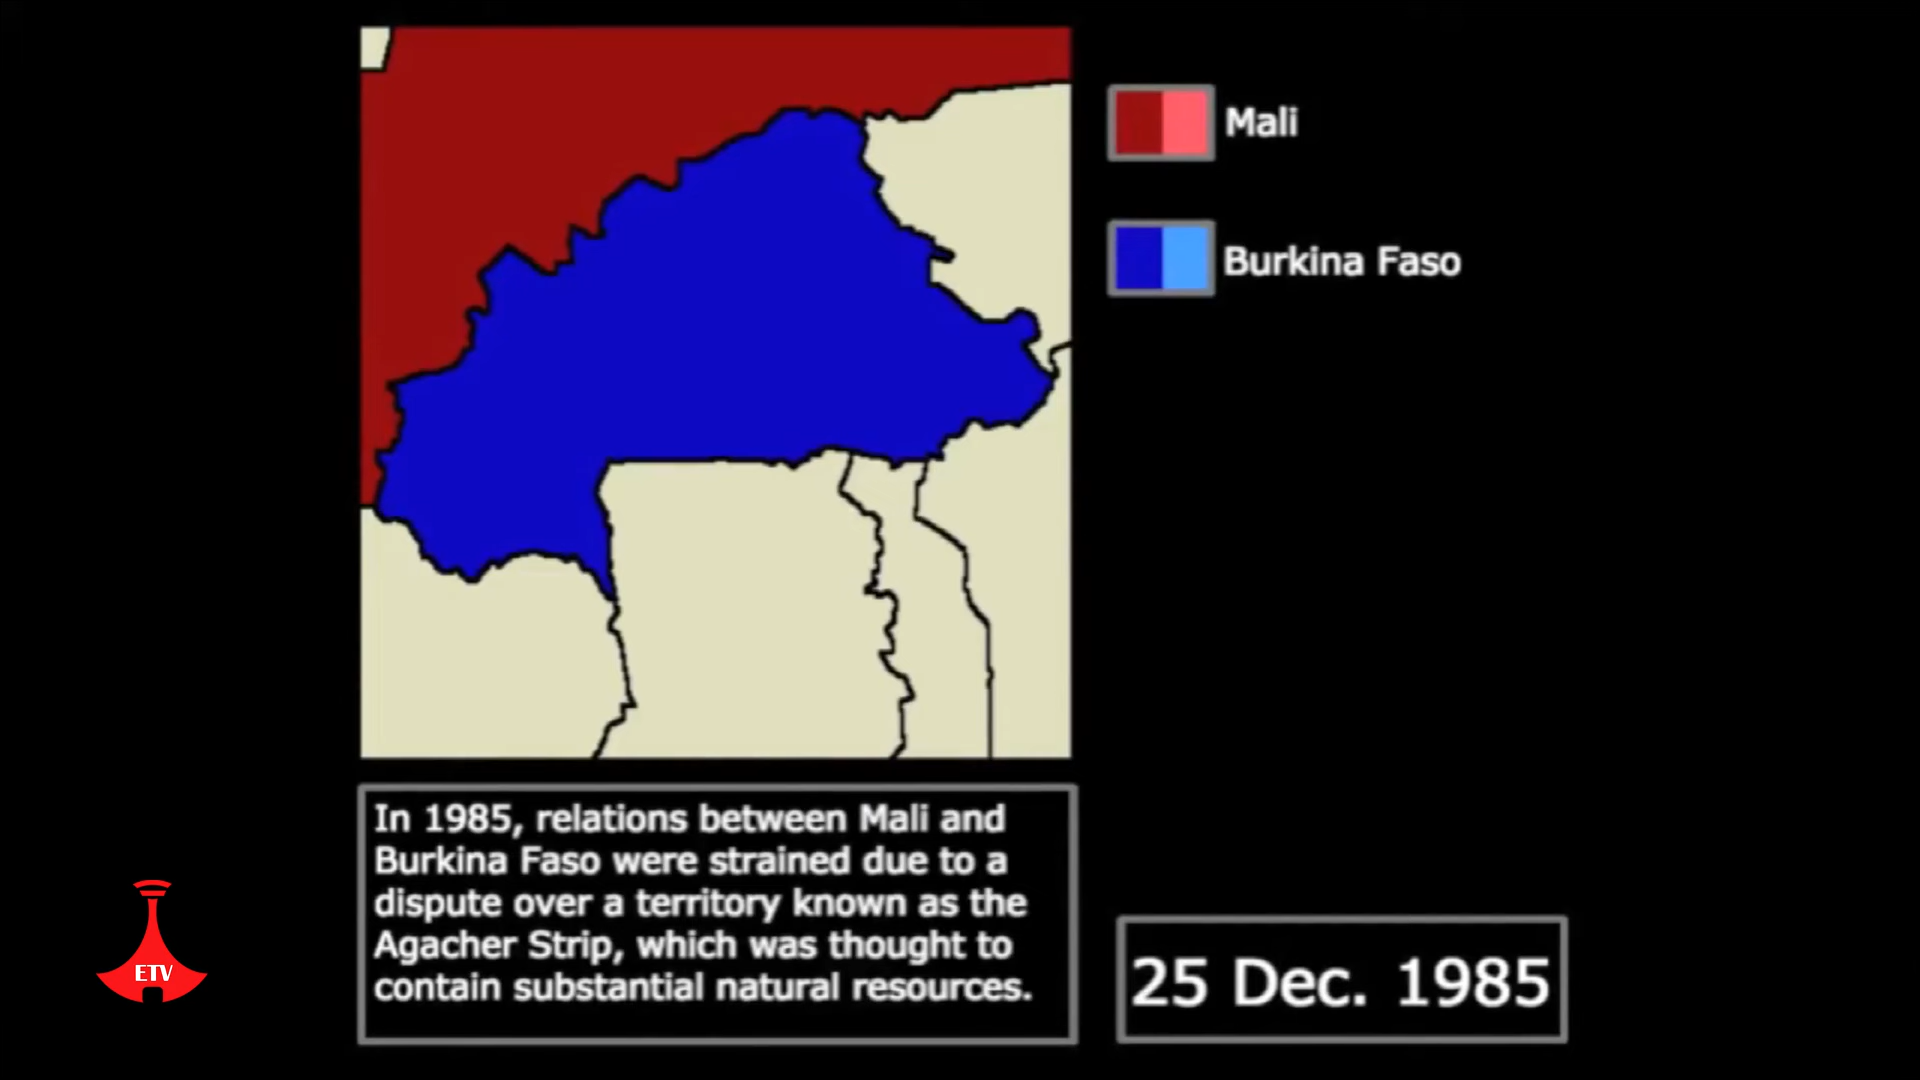 Mali
Burkina Faso
In 1985, relations between Mali and
Burkina Faso were strained due to a
dispute over a territory known as the
Agacher Strip, which was thought to
contain substantial natural resources.
25 Dec. 1985
ETV